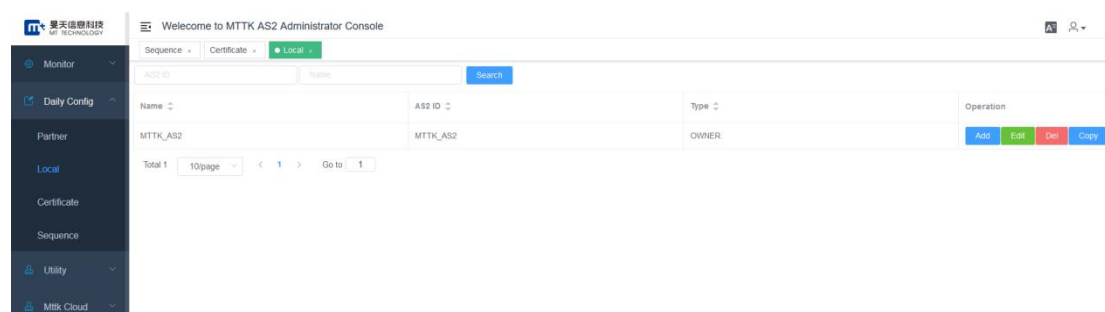 昊天信息科技
MT TECHNOLOGY
Welecome to MTTK AS2 Administrator Console
Sequence ×
Certificate ×
Local ×
Monitor
AS2 ID
Name
Search
Daily Config
Name
AS2 ID
Type
Operation
Partner
MTTK_AS2
MTTK_AS2
OWNER
Add
Edit
Del
Copy
Local
Total 1
10/page
1
Go to
1
Certificate
Sequence
Utility
Mttk Cloud